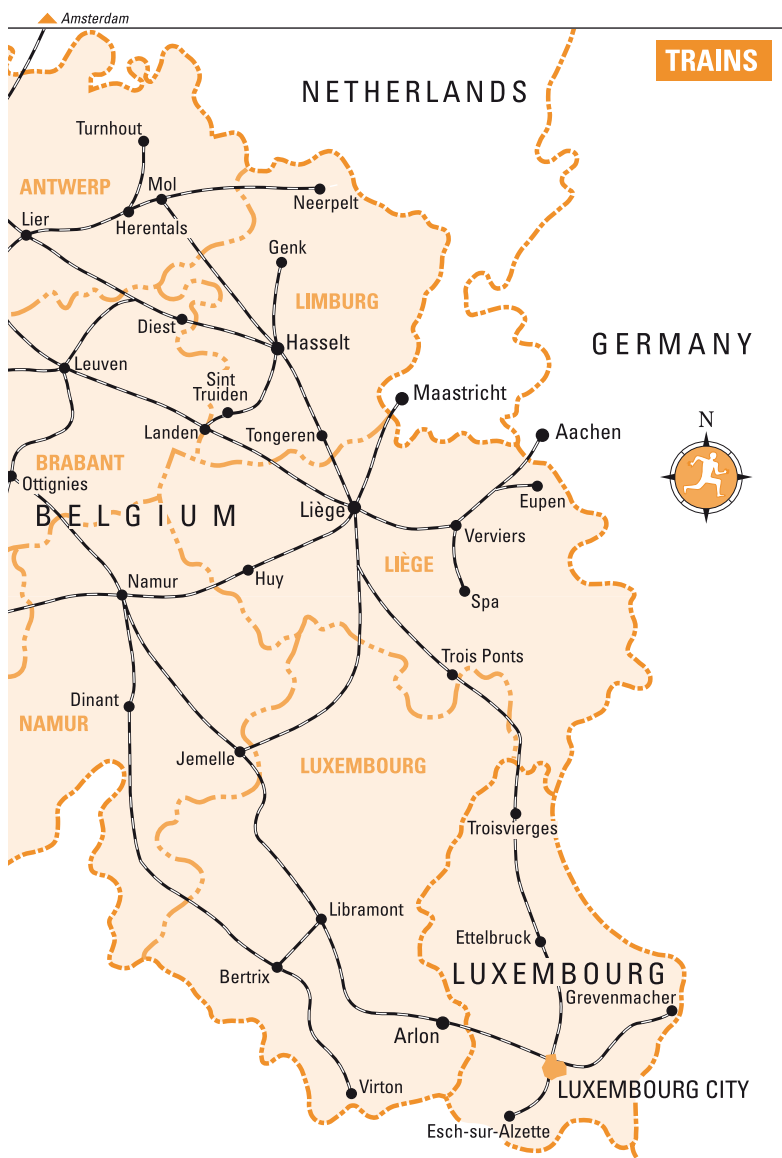 Amsterdam
TRAINS
NETHERLANDS
Turnhout
ANTWERP
Mol
Neerpelt
Lier
Herentals
Genk
LIMBURG
Diest
Hasselt
GERMANY
Leuven
Sint
Truiden
Maastricht
N
Landen
Tongeren
Aachen
BRABANT
Ottignies
Eupen
BELGIUM
Liège
Verviers
LIÈGE
Namur
Huy
Spa
Trois Ponts
Dinant
NAMUR
Jemelle
LUXEMBOURG
Troisvierges
Libramont
Ettelbruck
Bertrix
LUXEMBOURG
Grevenmacher
Arlon
Virton
LUXEMBOURG CITY
Esch-sur-Alzette